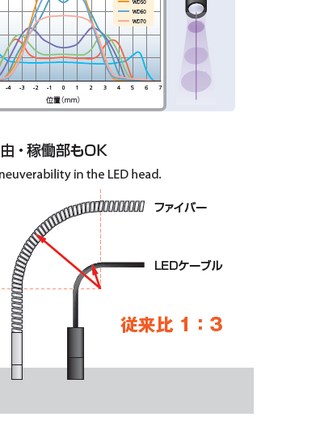 WD50
WD60
WD70
-4 -3 -2 -1 0 1 2 3 4 5 6 7
位置(mm)
由・稼働部もOK
neuverability in the LED head.
ファイバー
LEDケーブル
従来比 1：3